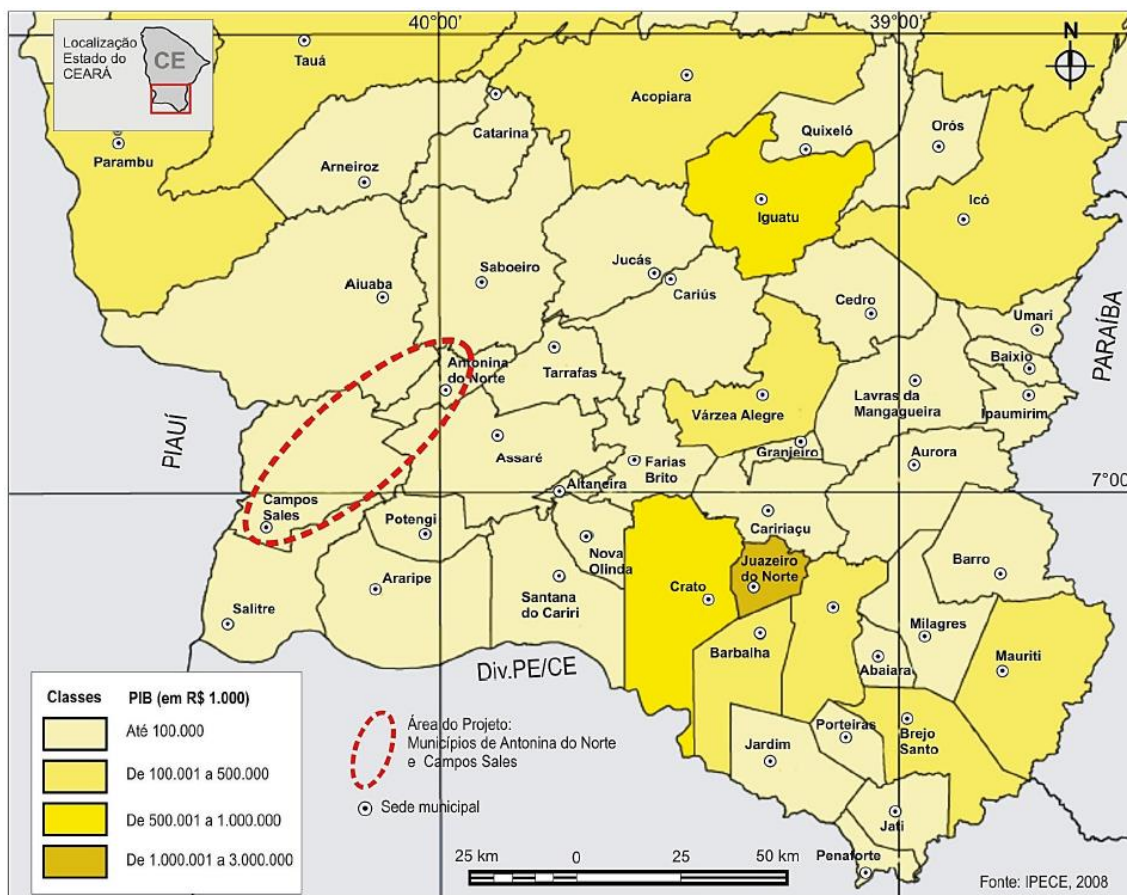 40°00'
39°00'
Localização
Estado do
CEARÁ
CE
N
Tauá
Acopiara
Catarina
Quixeló
Orós
Parambu
Arneiroz
Iguatu
Icó
Saboeiro
Jucás
Cariús
Aiuaba
Cedro
Umari
PARAÍBA
Antonina
do Norte
Tarrafas
Baixio
Lavras da
Mangagueira
Ipaumirim
Várzea Alegre
PIAUÍ
Assaré
Farias
Brito
Granjeiro
Aurora
Altaneira
7°00'
Campos
Sales
Potengi
Caririaçu
Nova
Olinda
Juazeiro
do Norte
Barro
Araripe
Santana
do Cariri
Crato
Salitre
Milagres
Barbalha
Abaiara
Mauriti
Div.PE/CE
Porteiras
Brejo
Santo
Jardim
Jati
Penaforte
Classes PIB (em R$ 1.000)
Até 100.000
De 100.001 a 500.000
De 500.001 a 1.000.000
De 1.000.001 a 3.000.000
Área do Projeto:
Municípios de Antonina do Norte
e Campos Sales
Sede municipal
25 km 0 25 50 km
Fonte: IPECE, 2008